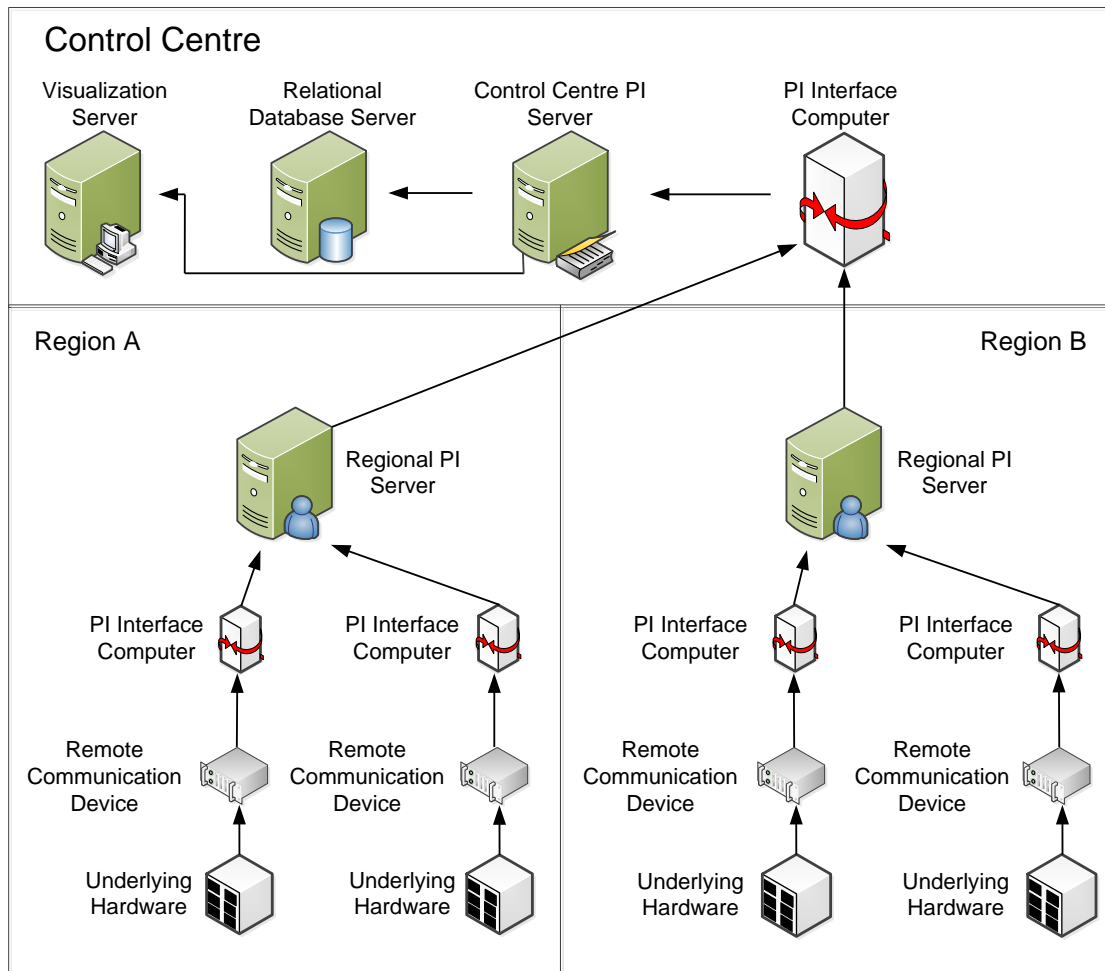 Control Centre
Visualization
Server
Relational
Database Server
Control Centre PI
Server
PI Interface
Computer
Region A
Region B
Regional PI
Server
Regional PI
Server
PI Interface
Computer
PI Interface
Computer
PI Interface
Computer
PI Interface
Computer
Remote
Communication
Device
Remote
Communication
Device
Remote
Communication
Device
Remote
Communication
Device
Underlying
Hardware
Underlying
Hardware
Underlying
Hardware
Underlying
Hardware